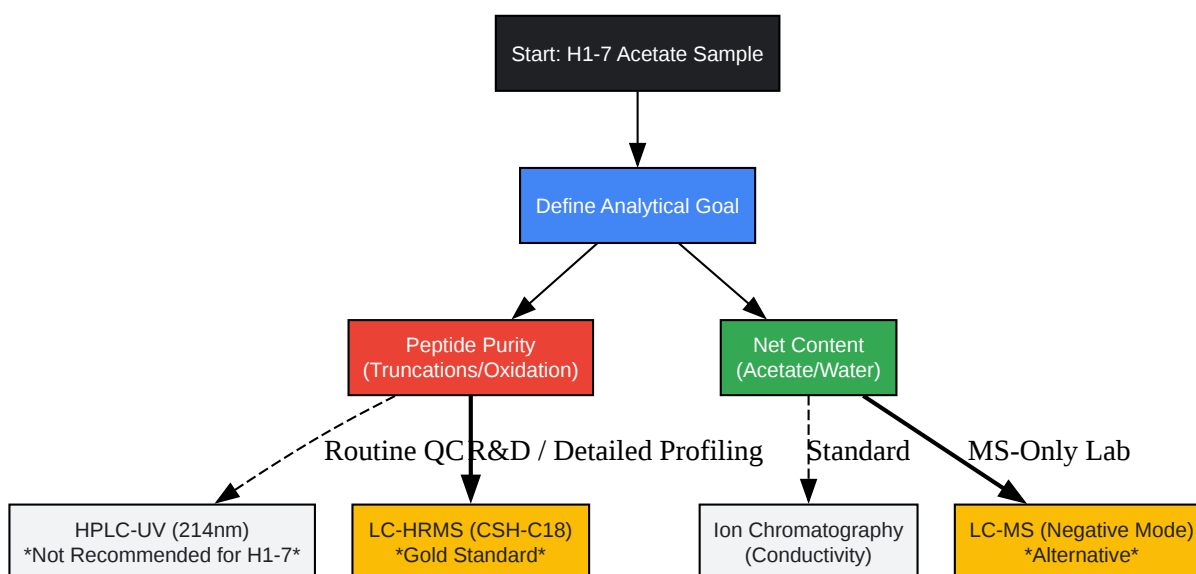 Start: H1-7 Acetate Sample
Define Analytical Goal
Peptide Purity
(Truncations/Oxidation)
Net Content
(Acetate/Water)
Routine QC
R&D / Detailed Profiling
Standard
MS-Only Lab
HPLC-UV (214nm)
*Not Recommended for H1-7*
LC-HRMS (CSH-C18)
*Gold Standard*
Ion Chromatography
(Conductivity)
LC-MS (Negative Mode)
*Alternative*